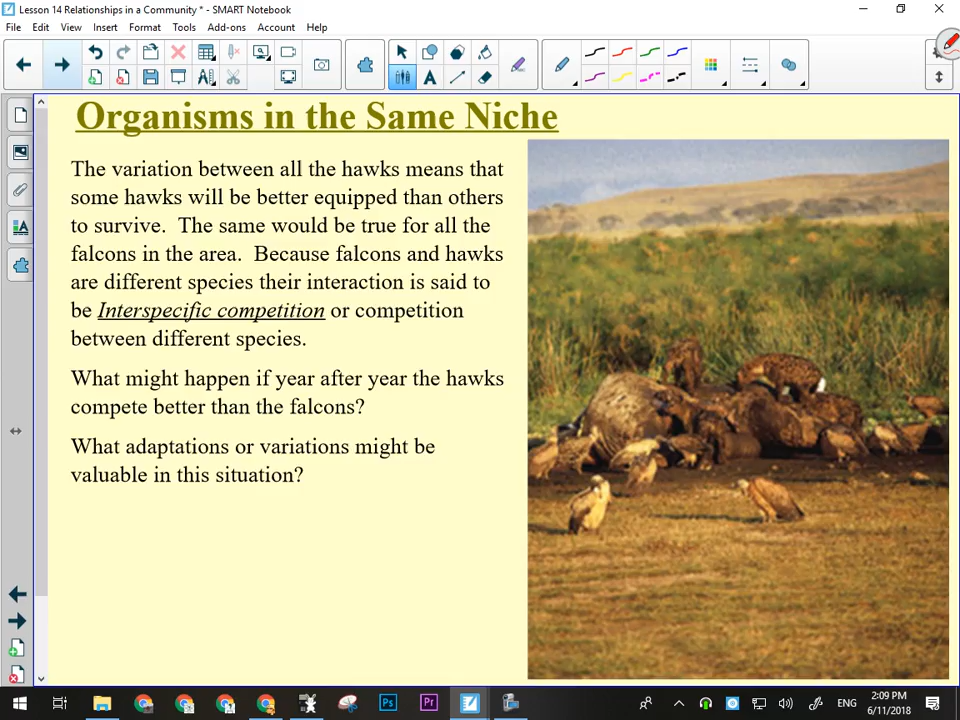 Lesson 14 Relationships in a Community * - SMART Notebook
File Edit View Insert Format Tools Add-ons Account Help
Organisms in the Same Niche
The variation between all the hawks means that
some hawks will be better equipped than others
to survive.  The same would be true for all the
falcons in the area.  Because falcons and hawks
are different species their interaction is said to
be Interspecific competition or competition
between different species.
What might happen if year after year the hawks
compete better than the falcons?
What adaptations or variations might be
valuable in this situation?
Ps Pr ENG
2:09 PM
6/11/2018